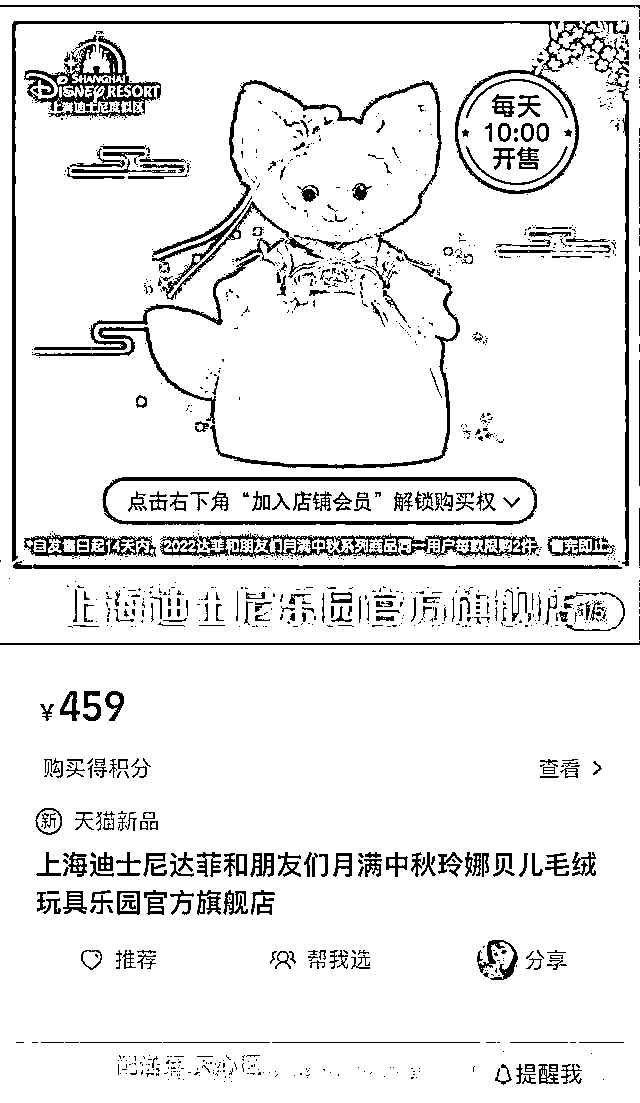 SHANGHAI
DISNEY RESORT
上海迪士尼度假区
每天
10:00
开售
点击右下角“加入店铺会员”解锁购买权
*自发售日起14天内，2022达菲和朋友们月满中秋系列商品同一用户每款限购2件，售完即止。
上海迪士尼乐园官方旗舰店
1/5
¥459
购买得积分
查看
新 天猫新品
上海迪士尼达菲和朋友们月满中秋玲娜贝儿毛绒
玩具乐园官方旗舰店
推荐
帮我选
分享
提醒我